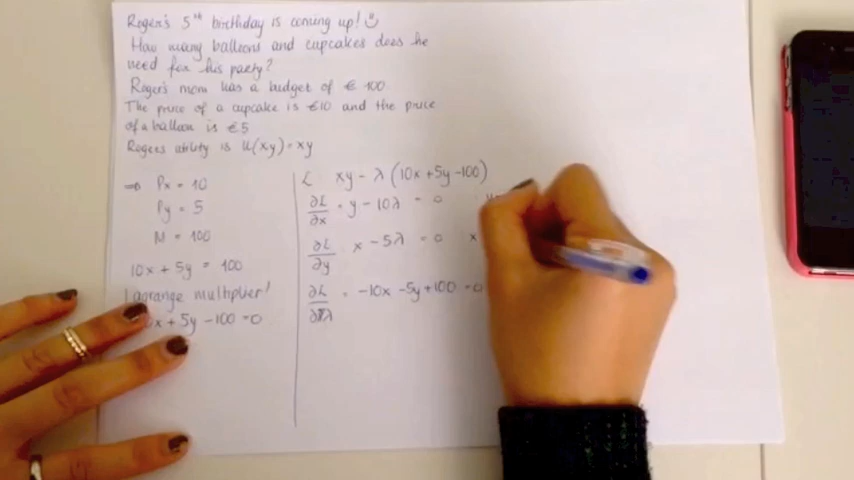 Roger's 5th birthday is coming up! :)
How many balloons and cupcakes does he
need for his party?
Roger's mom has a budget of € 100
The price of a cupcake is €10 and the price
of a balloon is €5
Rogers utility is U(xy) = xy
⇒ Px = 10
Py = 5
M = 100
10x + 5y = 100
Lagrange multiplier!
x + 5y - 100 = 0
L xy - λ (10x + 5y - 100)
∂L/∂x = y - 10λ = 0
∂L/∂y x - 5λ = 0 x
∂L/∂λ = -10x - 5y + 100 = 0